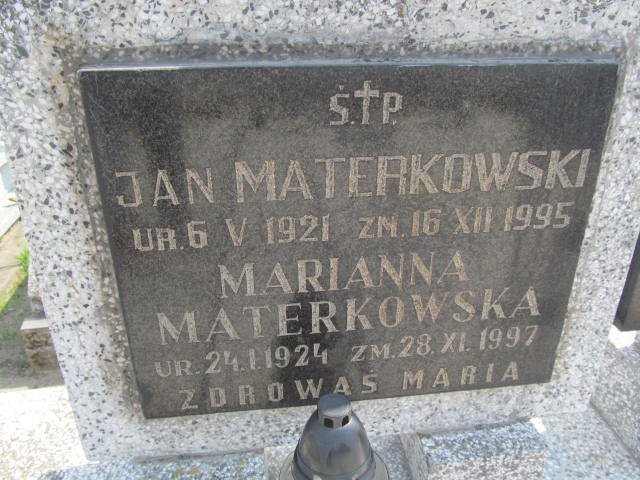 Ś.†P.
JAN MATERKOWSKI
UR. 6 V 1921 ZM. 16 XII 1995
MARIANNA
MATERKOWSKA
UR. 24.I.1924 ZM. 28.XI.1997
ZDROWAŚ MARIA